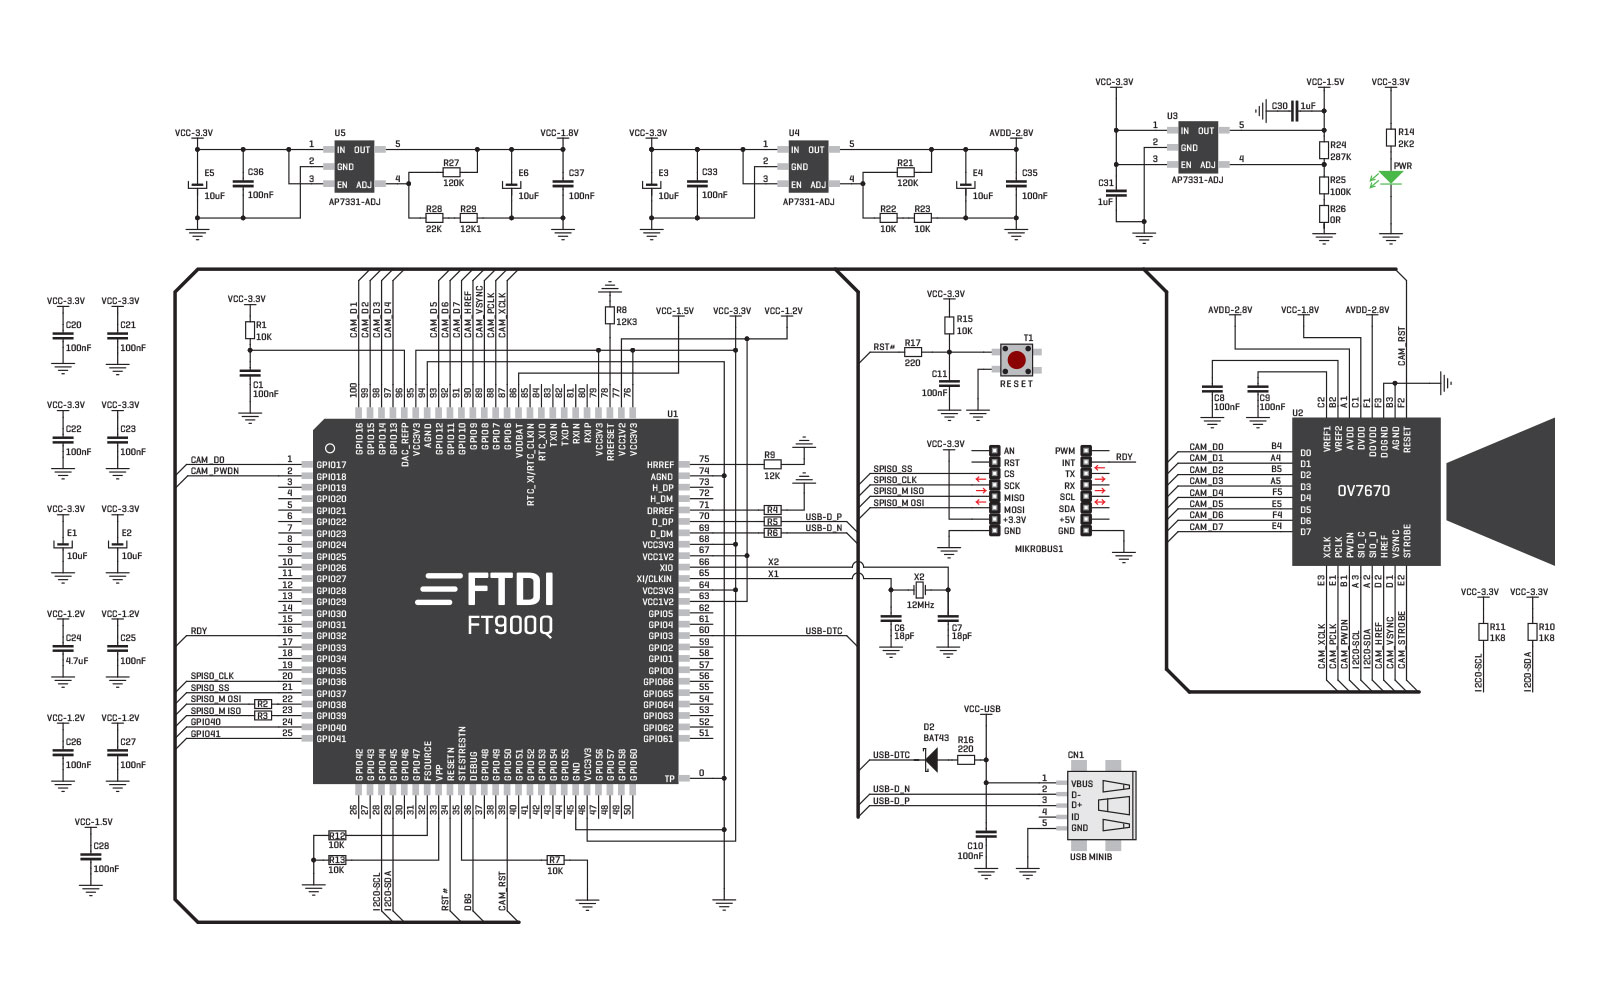 VCC-3.3V
U5
VCC-1.8V
1 IN OUT 5
2 GND
3 EN ADJ 4
AP7331-ADJ
E5
10uF
C36
100nF
R27
120K
R28
22K
R29
12K1
E6
10uF
C37
100nF
VCC-3.3V
U4
AVDD-2.8V
1 IN OUT 5
2 GND
3 EN ADJ 4
AP7331-ADJ
E3
10uF
C33
100nF
R21
120K
R22
10K
R23
10K
E4
10uF
C35
100nF
VCC-3.3V
U3
VCC-1.5V
C30 1uF
1 IN OUT 5
2 GND
3 EN ADJ 4
AP7331-ADJ
C31
1uF
R24
287K
R25
100K
R26
0R
VCC-3.3V
R14
2K2
PWR
VCC-3.3V
C20
100nF
VCC-3.3V
C21
100nF
VCC-3.3V
C22
100nF
VCC-3.3V
C23
100nF
VCC-3.3V
E1
10uF
VCC-3.3V
E2
10uF
VCC-1.2V
C24
4.7uF
VCC-1.2V
C25
100nF
VCC-1.2V
C26
100nF
VCC-1.2V
C27
100nF
VCC-1.5V
C28
100nF
VCC-3.3V
R1
10K
C1
100nF
CAM_D1
CAM_D2
CAM_D3
CAM_D4
CAM_D5
CAM_D6
CAM_D7
CAM_HREF
CAM_VSYNC
CAM_PCLK
CAM_XCLK
R8
12K3
VCC-1.5V
VCC-3.3V
VCC-1.2V
U1
100 GPIO16
99 GPIO15
98 GPIO14
97 GPIO13
96 DAC_REFP
95 VCC3V3
94 AGND
93 GPIO12
92 GPIO11
91 GPIO10
90 GPIO9
89 GPIO8
88 GPIO7
87 GPIO6
86 VDDBAT
85 RTC_XI/RTC_CLKIN
84 RTC_XIO
83 TXON
82 TXOP
81 RXIN
80 RXIP
79 VCC3V3
78 RREFSET
77 VCC1V2
76 VCC3V3
CAM_D0 1 GPIO17
CAM_PWDN 2 GPIO18
3 GPIO19
4 GPIO20
5 GPIO21
6 GPIO22
7 GPIO23
8 GPIO24
9 GPIO25
10 GPIO26
11 GPIO27
12 GPIO28
13 GPIO29
14 GPIO30
15 GPIO31
RDY 16 GPIO32
17 GPIO33
18 GPIO34
19 GPIO35
SPISO_CLK 20 GPIO36
SPISO_SS 21 GPIO37
SPISO_MOSI R2 22 GPIO38
SPISO_MISO R3 23 GPIO39
GPIO40 24 GPIO40
GPIO41 25 GPIO41
FTDI
FT900Q
HRREF 75
AGND 74
H_DP 73
H_DM 72
DRREF 71
D_DP 70
D_DM 69
VCC3V3 68
VCC1V2 67
XIO 66
XI/CLKIN 65
VCC3V3 64
VCC1V2 63
GPIO5 62
GPIO4 61
GPIO3 60
GPIO2 59
GPIO1 58
GPIO0 57
GPIO66 56
GPIO65 55
GPIO64 54
GPIO63 53
GPIO62 52
GPIO61 51
TP 0
R9
12K
R4
R5
R6
USB-D_P
USB-D_N
X2
X1
USB-DTC
GPIO42 26
GPIO43 27
GPIO44 28
GPIO45 29
GPIO46 30
GPIO47 31
FSOURCE 32
VPP 33
RESETN 34
STESTRESTN 35
DEBUG 36
GPIO48 37
GPIO49 38
GPIO50 39
GPIO51 40
GPIO52 41
GPIO53 42
GPIO54 43
GPIO55 44
GND 45
VCC3V3 46
GPIO56 47
GPIO57 48
GPIO58 49
GPIO60 50
R12
10K
R13
10K
R7
10K
I2C0-SCL
I2C0-SDA
RST#
DBG
CAM_RST
VCC-3.3V
R15
10K
RST#
R17
220
C11
100nF
T1
RESET
VCC-3.3V
SPISO_SS
SPISO_CLK
SPISO_MISO
SPISO_MOSI
AN
RST
CS
SCK
MISO
MOSI
+3.3V
GND
PWM
INT
TX
RX
SCL
SDA
+5V
GND
RDY
MIKROBUS1
X2
12MHz
C6
18pF
C7
18pF
VCC-USB
D2
BAT43
R16
220
USB-DTC
USB-D_N
USB-D_P
C10
100nF
CN1
1 VBUS
2 D-
3 D+
4 ID
5 GND
USB MINIB
AVDD-2.8V
VCC-1.8V
AVDD-2.8V
CAM_RST
C8
100nF
C9
100nF
U2
C2 VREF1
B2 VREF2
A1 AVDD
C1 DVDD
F1 DOVDD
F3 DOGND
B3 AGND
F2 RESET
CAM_D0 B4 D0
CAM_D1 A4 D1
CAM_D2 B5 D2
CAM_D3 A5 D3
CAM_D4 F5 D4
CAM_D5 E5 D5
CAM_D6 F4 D6
CAM_D7 E4 D7
OV7670
XCLK E3 CAM_XCLK
PCLK E1 CAM_PCLK
PWDN B1 CAM_PWDN
SIO_D A3 I2C0-SCL
SIO_C A2 I2C0-SDA
HREF D2 CAM_HREF
VSYNC D1 CAM_VSYNC
STROBE E2 CAM_STROBE
VCC-3.3V
R11
1K8
I2C0-SCL
VCC-3.3V
R10
1K8
I2C0-SDA